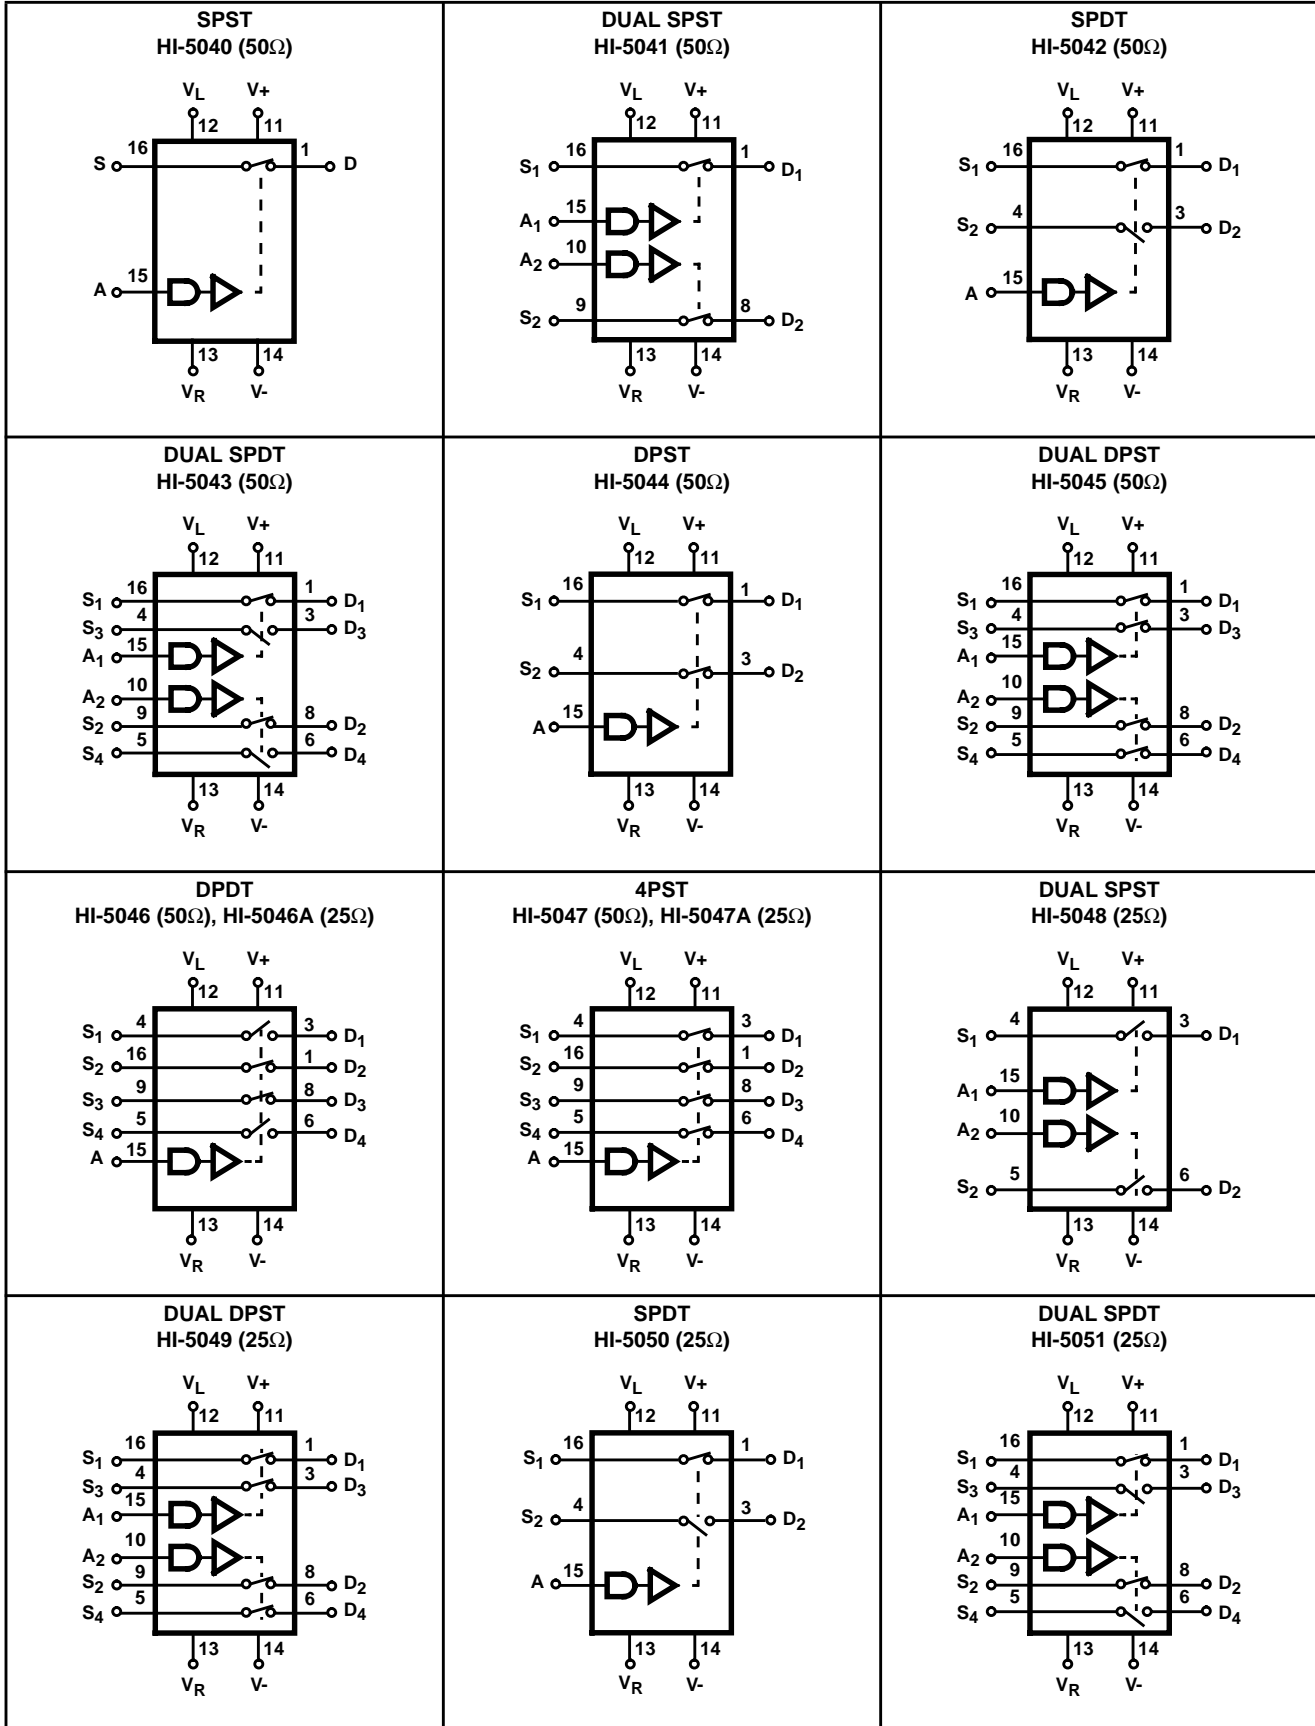 SPST
HI-5040 (50Ω)
VL V+
12 11
16 1
S D
15
A
13 14
VR V-
DUAL SPST
HI-5041 (50Ω)
VL V+
12 11
16 1
S1 D1
15
A1
10
A2
9 8
S2 D2
14
13
VR V-
SPDT
HI-5042 (50Ω)
VL V+
12 11
16 1
S1 D1
4 3
S2 D2
15
A
13 14
VR V-
DUAL SPDT
HI-5043 (50Ω)
VL V+
12 11
16 1
S1 D1
4 3
S3 D3
15
A1
10
A2
9 8
S2 D2
5 6
S4 D4
13 14
VR V-
DPST
HI-5044 (50Ω)
VL V+
12 11
16 1
S1 D1
4 3
S2 D2
15
A
13 14
VR V-
DUAL DPST
HI-5045 (50Ω)
VL V+
12 11
16 1
S1 D1
4 3
S3 D3
15
A1
10
A2
9 8
S2 D2
5 6
S4 D4
13 14
VR V-
DPDT
HI-5046 (50Ω), HI-5046A (25Ω)
VL V+
12 11
4 3
S1 D1
16 1
S2 D2
9 8
S3 D3
5 6
S4 D4
15
A
13 14
VR V-
4PST
HI-5047 (50Ω), HI-5047A (25Ω)
VL V+
12 11
4 3
S1 D1
16 1
S2 D2
9 8
S3 D3
5 6
S4 D4
15
A
13 14
VR V-
DUAL SPST
HI-5048 (25Ω)
VL V+
12 11
4 3
S1 D1
15
A1
10
A2
5 6
S2 D2
13 14
VR V-
DUAL DPST
HI-5049 (25Ω)
VL V+
12 11
16 1
S1 D1
4 3
S3 D3
15
A1
10
A2
9 8
S2 D2
5 6
S4 D4
13 14
VR V-
SPDT
HI-5050 (25Ω)
VL V+
12 11
16 1
S1 D1
4 3
S2 D2
15
A
13 14
VR V-
DUAL SPDT
HI-5051 (25Ω)
VL V+
12 11
16 1
S1 D1
4 3
S3 D3
15
A1
10
A2
9 8
S2 D2
5 6
S4 D4
13 14
VR V-